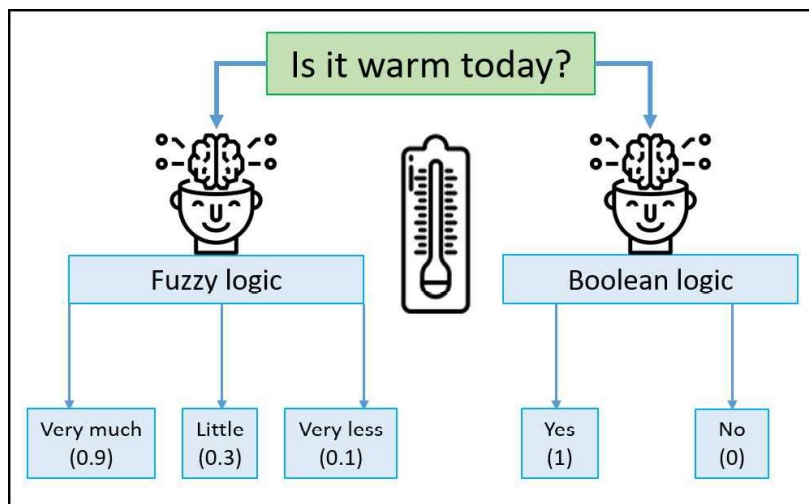 Is it warm today?
Fuzzy logic
Boolean logic
Very much
(0.9)
Little
(0.3)
Very less
(0.1)
Yes
(1)
No
(0)